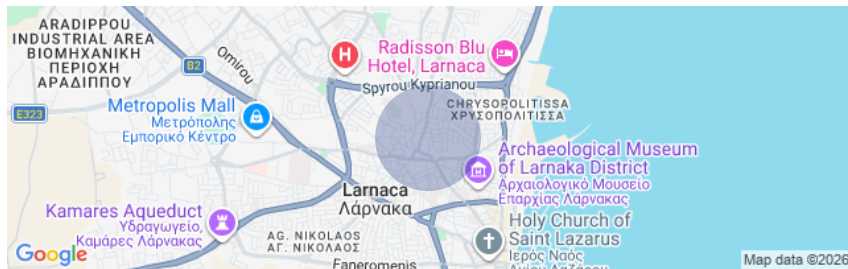 ARADIPPOU
INDUSTRIAL AREA
ΒΙΟΜΗΧΑΝΙΚΗ
ΠΕΡΙΟΧΗ
ΑΡΑΔΙΠΠΟΥ
Omirou
B2
E323
H
Radisson Blu
Hotel, Larnaca
Spyrou Kyprianou
CHRYSOPOLITISSA
ΧΡΥΣΟΠΟΛΙΤΙΣΣΑ
Metropolis Mall
Μετρόπολης
Εμπορικό Κέντρο
Archaeological Museum
of Larnaka District
Αρχαιολογικό Μουσείο
Επαρχίας Λάρνακας
Larnaca
Λάρνακα
Kamares Aqueduct
Υδραγωγείο,
Καμάρες Λάρνακας
AG. NIKOLAOS
ΑΓ. ΝΙΚΟΛΑΟΣ
Holy Church of
Saint Lazarus
Ιερός Ναός
Αγίου Λαζάρου
Faneromenis
Google
Map data ©2026